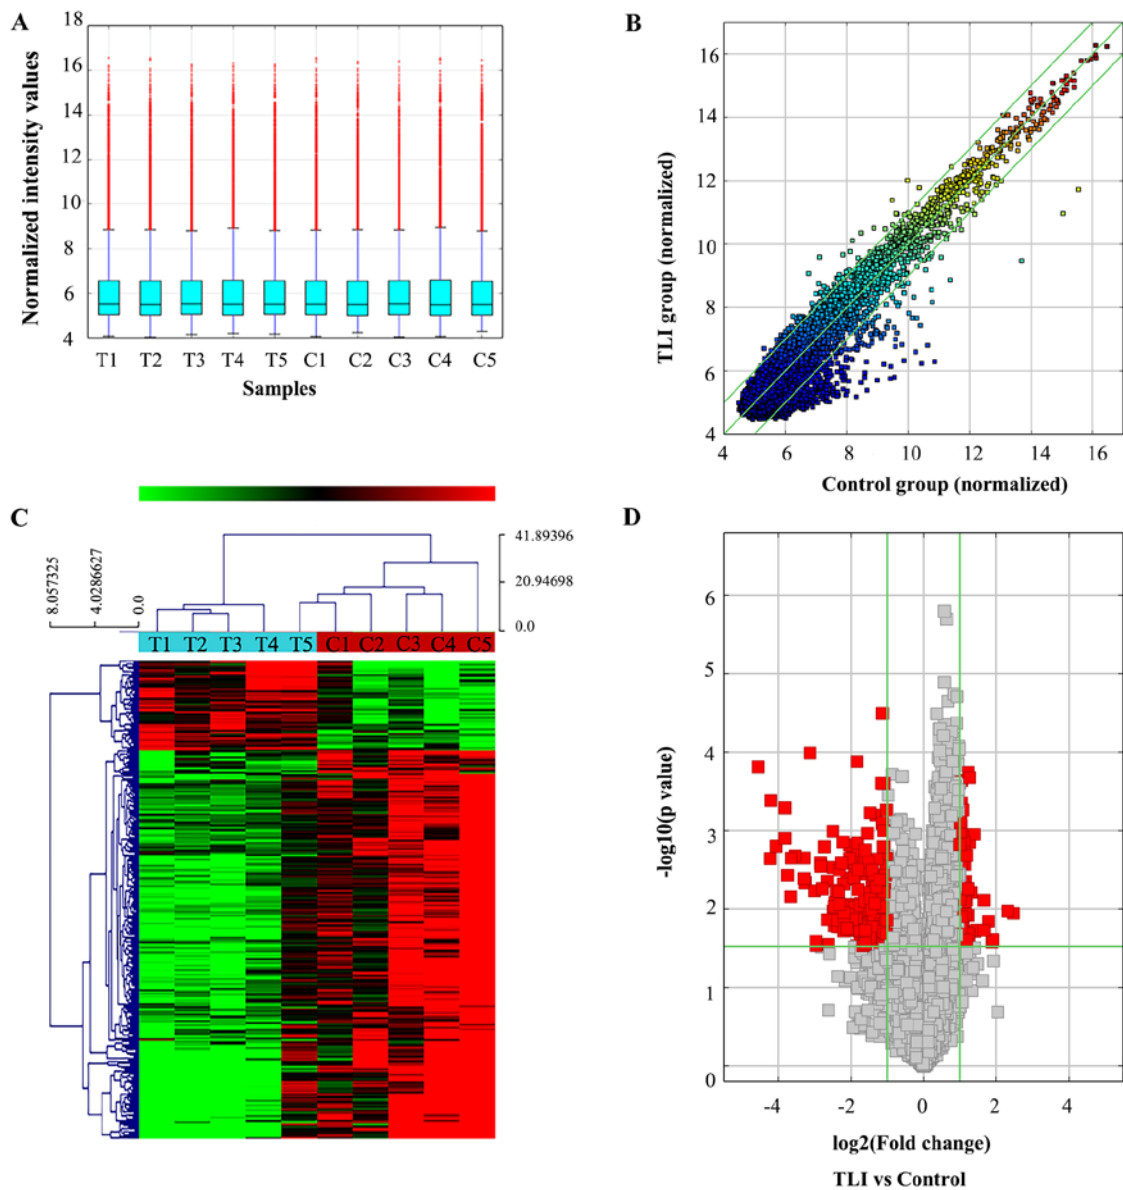 A
Normalized intensity values
18
16
14
12
10
8
6
4
T1 T2 T3 T4 T5 C1 C2 C3 C4 C5
Samples
B
TLI group (normalized)
16
14
12
10
8
6
4
4 6 8 10 12 14 16
Control group (normalized)
C
8.057325
4.0286627
0.0
41.89396
20.94698
0.0
T1 T2 T3 T4 T5 C1 C2 C3 C4 C5
D
-log10(p value)
6
5
4
3
2
1
0
-4 -2 0 2 4
log2(Fold change)
TLI vs Control